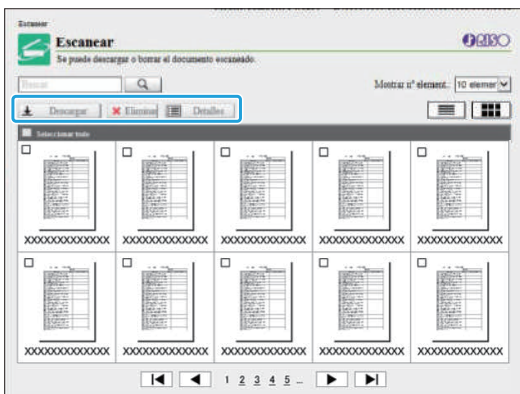 Escanear
Escanear
RISO
Se puede descargar o borrar el documento escaneado.
Buscar
Mostrar nº element.: 10 elemen
Descargar Eliminar Detalles
Seleccionar todo
XXXXXXXXXXXXX XXXXXXXXXXXXX XXXXXXXXXXXXX XXXXXXXXXXXXX XXXXXXXXXXXXX
XXXXXXXXXXXXX XXXXXXXXXXXXX XXXXXXXXXXXXX XXXXXXXXXXXXX XXXXXXXXXXXXX
1 2 3 4 5 ...